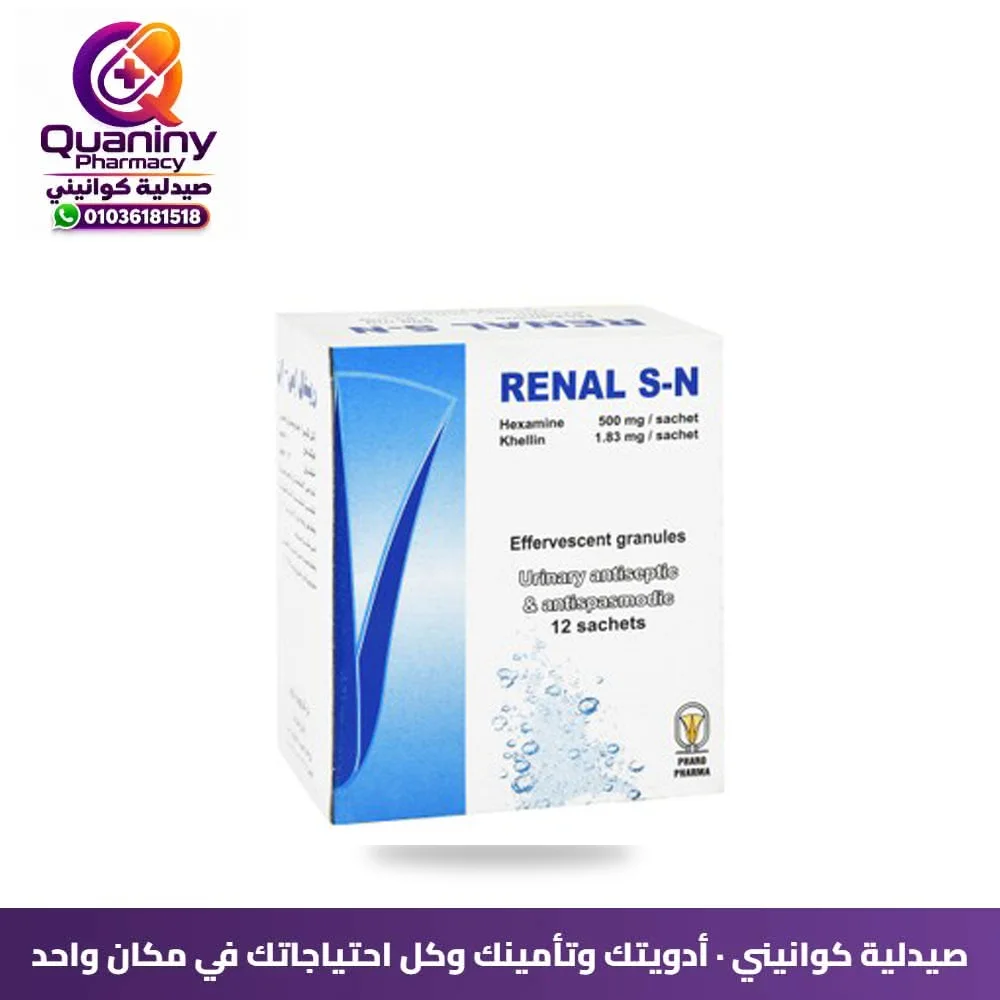 Quaniny
Pharmacy
صيدلية كوانيني
01036181518
RENAL S-N
RENAL S-N
Hexamine 500 mg / sachet
Khellin 1.83 mg / sachet
Effervescent granules
Urinary antiseptic
& antispasmodic
12 sachets
PHARO
PHARMA
صيدلية كوانيني . أدويتك وتأمينك وكل احتياجاتك في مكان واحد